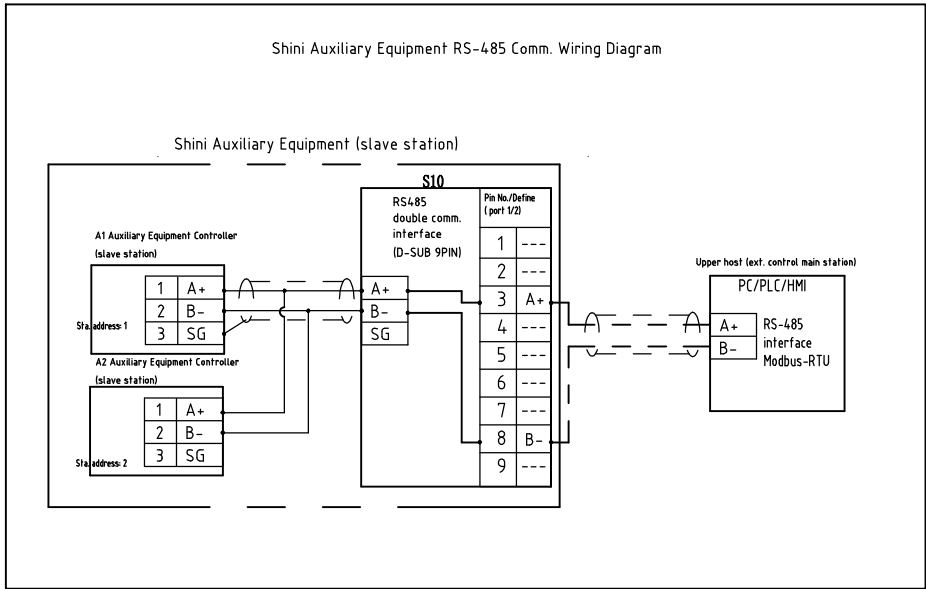 Shini Auxiliary Equipment RS-485 Comm. Wiring Diagram
Shini Auxiliary Equipment (slave station)
S10
RS485
double comm.
interface
(D-SUB 9PIN)
Pin No./Define
(port 1/2)
A1 Auxiliary Equipment Controller
(slave station)
1 A+
2 B-
3 SG
Sta. address: 1
A2 Auxiliary Equipment Controller
(slave station)
1 A+
2 B-
3 SG
Sta. address: 2
A+
B-
SG
1 ---
2 ---
3 A+
4 ---
5 ---
6 ---
7 ---
8 B-
9 ---
Upper host (ext. control main station)
PC/PLC/HMI
A+
B-
RS-485
interface
Modbus-RTU